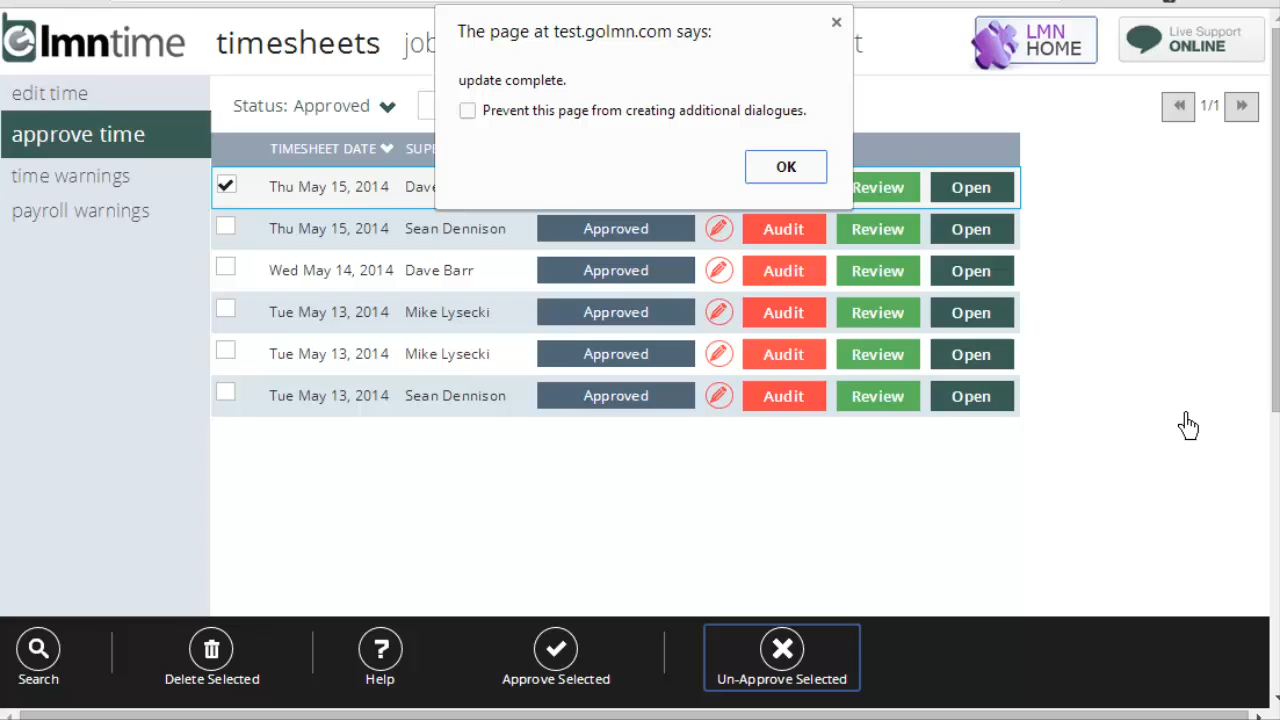 lmntime
timesheets
job
t
LMN
HOME
Live Support
ONLINE
The page at test.golmn.com says:
update complete.
Prevent this page from creating additional dialogues.
OK
edit time
approve time
time warnings
payroll warnings
Status: Approved
1/1
TIMESHEET DATE SUPE
Thu May 15, 2014 Dave Review Open
Thu May 15, 2014 Sean Dennison Approved Audit Review Open
Wed May 14, 2014 Dave Barr Approved Audit Review Open
Tue May 13, 2014 Mike Lysecki Approved Audit Review Open
Tue May 13, 2014 Mike Lysecki Approved Audit Review Open
Tue May 13, 2014 Sean Dennison Approved Audit Review Open
Search
Delete Selected
Help
Approve Selected
Un-Approve Selected